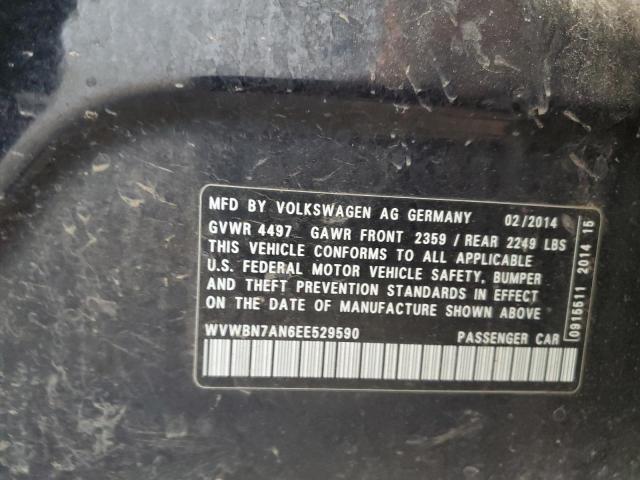 MFD BY VOLKSWAGEN AG GERMANY 02/2014
GVWR 4497 GAWR FRONT 2359 / REAR 2249 LBS
THIS VEHICLE CONFORMS TO ALL APPLICABLE
U.S. FEDERAL MOTOR VEHICLE SAFETY, BUMPER
AND THEFT PREVENTION STANDARDS IN EFFECT
ON THE DATE OF MANUFACTURE SHOWN ABOVE
WVWBN7AN6EE529590 PASSENGER CAR
0915511 2014 15